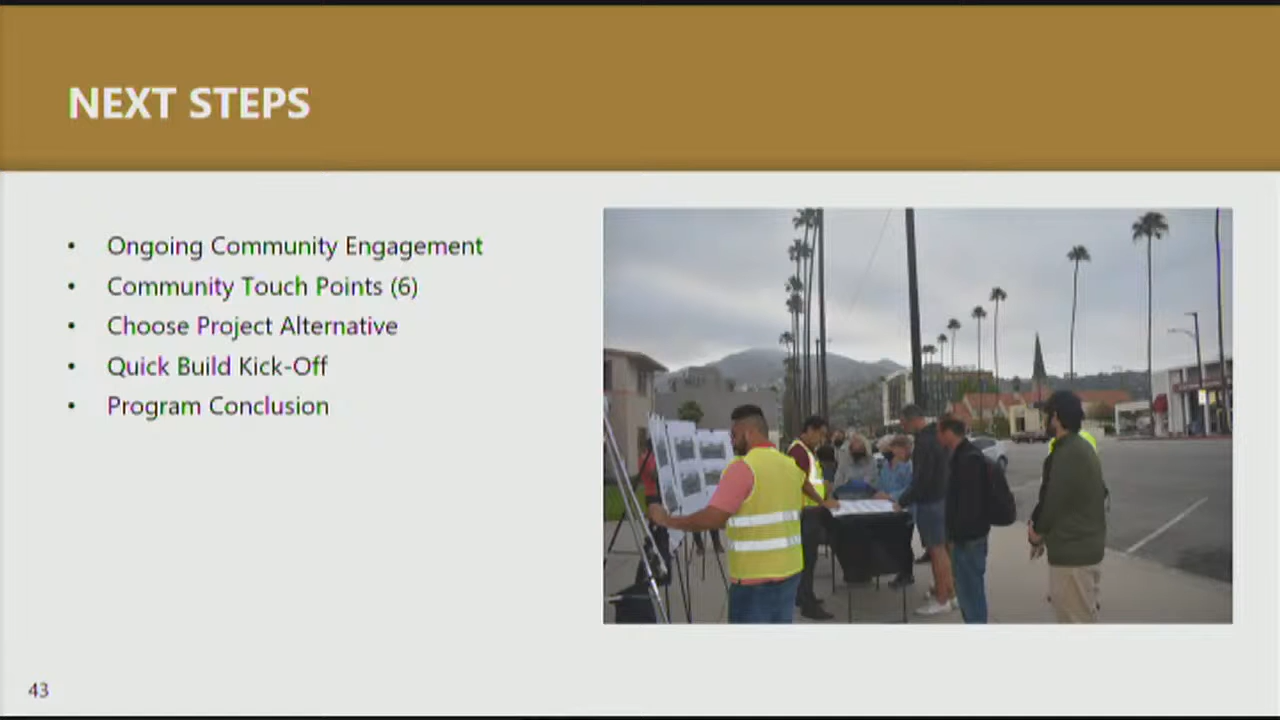 NEXT STEPS
• Ongoing Community Engagement
• Community Touch Points (6)
• Choose Project Alternative
• Quick Build Kick-Off
• Program Conclusion
43